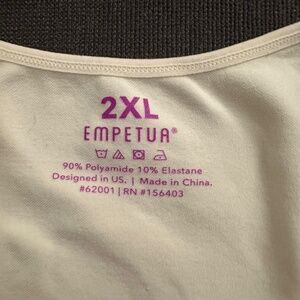 2XL
EMPETUA®
90% Polyamide 10% Elastane
Designed in US. | Made in China.
#62001 | RN #156403